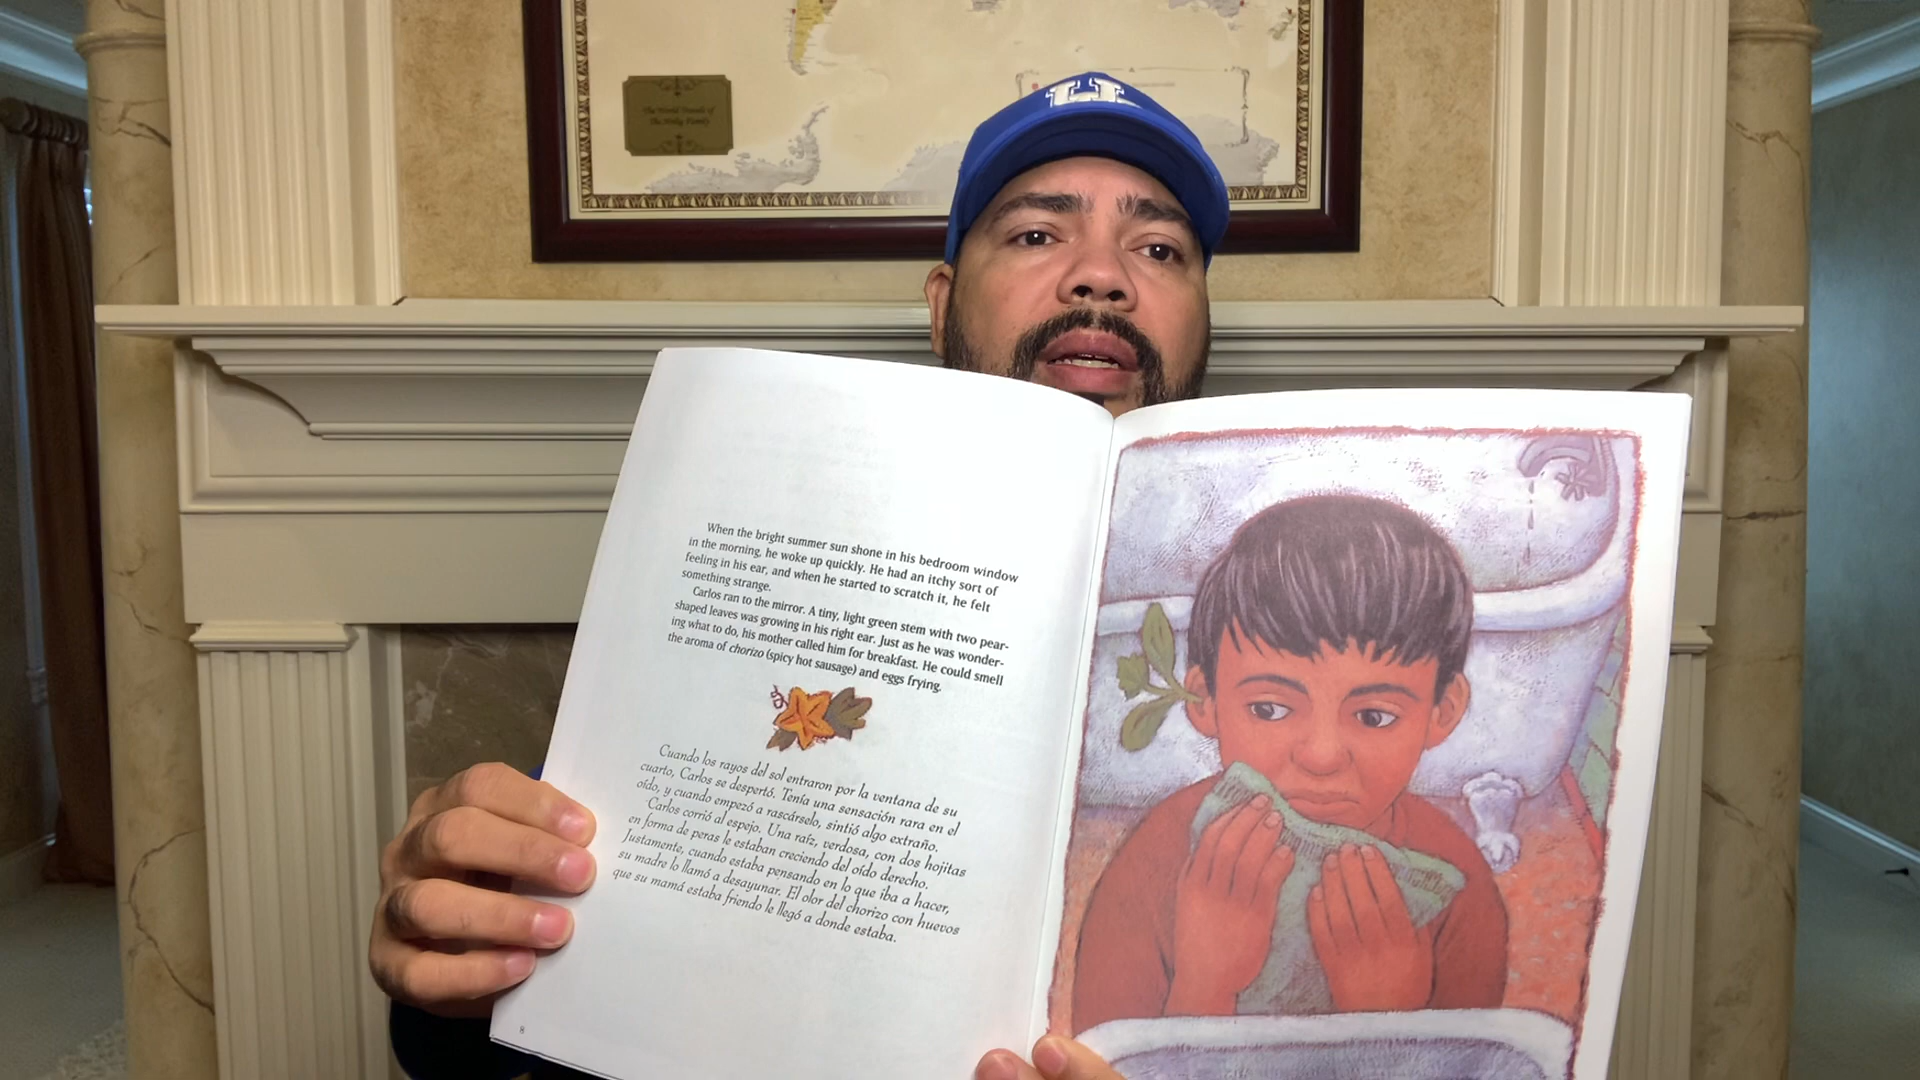 The World Travels of
When the bright summer sun shone in his bedroom window
in the morning, he woke up quickly. He had an itchy sort of
feeling in his ear, and when he started to scratch it, he felt
something strange.
Carlos ran to the mirror. A tiny, light green stem with two pear-
shaped leaves was growing in his right ear. Just as he was wonder-
ing what to do, his mother called him for breakfast. He could smell
the aroma of chorizo (spicy hot sausage) and eggs frying.
Cuando los rayos del sol entraron por la ventana de su
cuarto, Carlos se despertó. Tenía una sensación rara en el
oído, y cuando empezó a rascárselo, sintió algo extraño.
Carlos corrió al espejo. Una raíz, verdosa, con dos hojitas
en forma de peras le estaban creciendo del oído derecho.
Justamente, cuando estaba pensando en lo que iba a hacer,
su madre lo llamó a desayunar. El olor del chorizo con huevos
que su mamá estaba friendo le llegó a donde estaba.
8